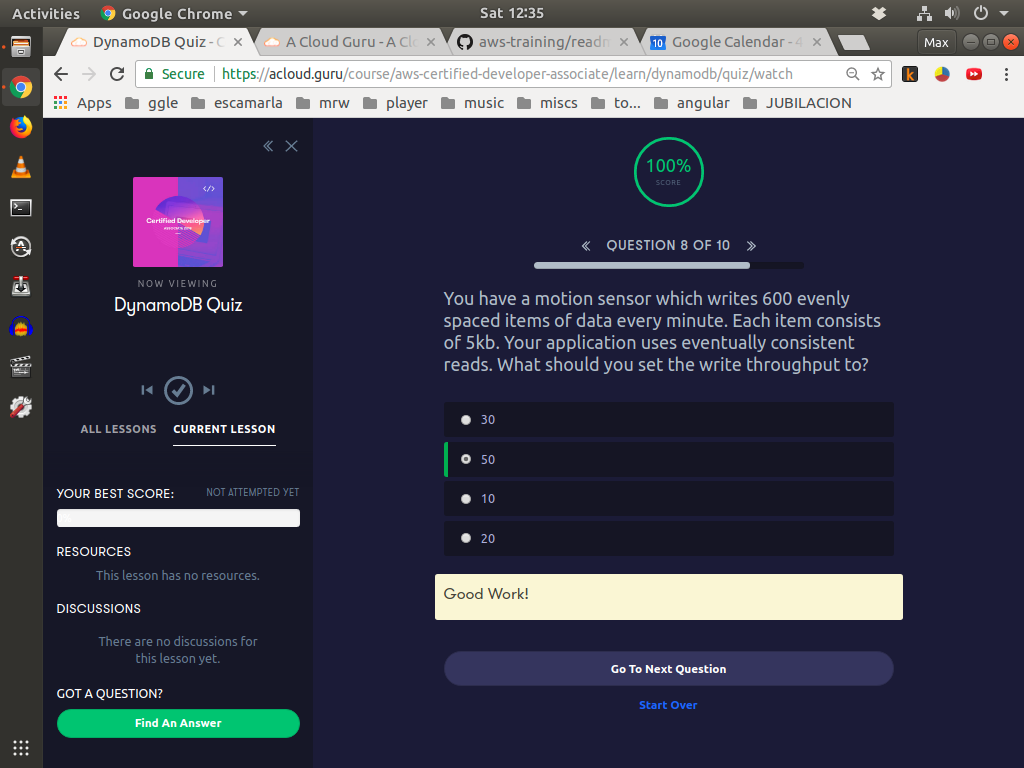 Activities Google Chrome Sat 12:35
DynamoDB Quiz - C A Cloud Guru - A Cl aws-training/readm Google Calendar - 4 Max
Secure https://acloud.guru/course/aws-certified-developer-associate/learn/dynamodb/quiz/watch
Apps ggle escamarla mrw player music miscs to... angular JUBILACION
</>
Certified Developer
NOW VIEWING
DynamoDB Quiz
ALL LESSONS CURRENT LESSON
YOUR BEST SCORE: NOT ATTEMPTED YET
RESOURCES
This lesson has no resources.
DISCUSSIONS
There are no discussions for
this lesson yet.
GOT A QUESTION?
Find An Answer
100%
SCORE
« QUESTION 8 OF 10 »
You have a motion sensor which writes 600 evenly
spaced items of data every minute. Each item consists
of 5kb. Your application uses eventually consistent
reads. What should you set the write throughput to?
30
50
10
20
Good Work!
Go To Next Question
Start Over